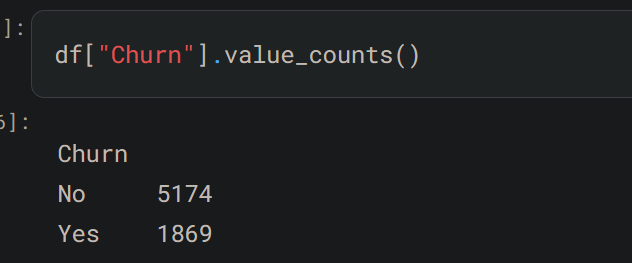 ]:
df["Churn"].value_counts()
6]:
Churn
No 5174
Yes 1869